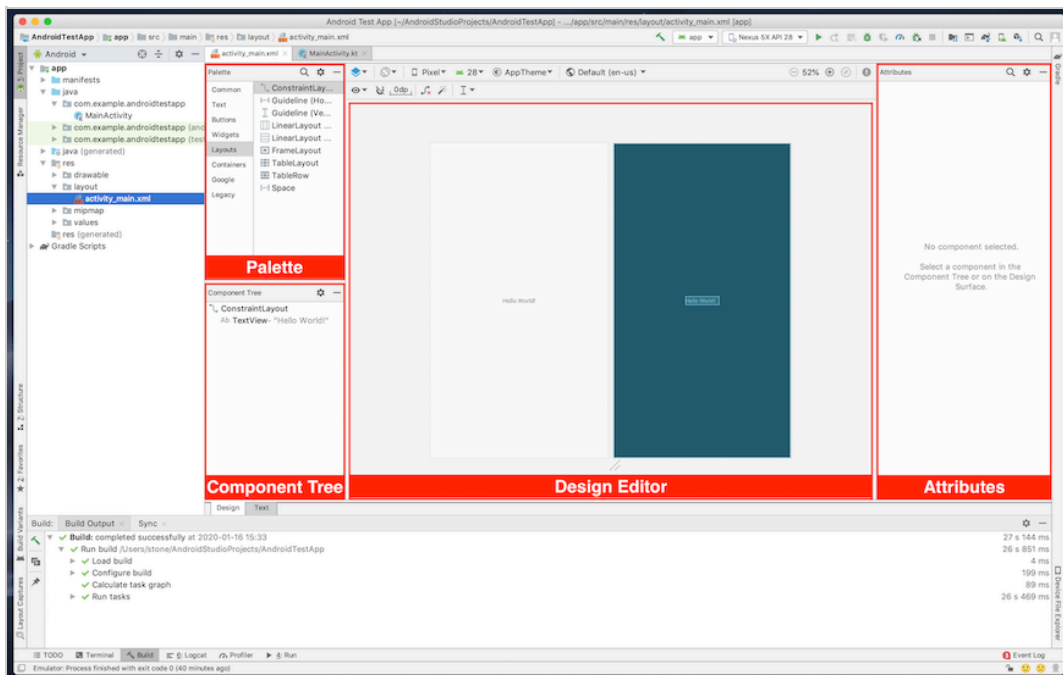 Android Test App [~/AndroidStudioProjects/AndroidTestApp] - .../app/src/main/res/layout/activity_main.xml [app]
AndroidTestApp app src main res layout activity_main.xml
app Nexus 5X API 28
Android
activity_main.xml MainActivity.kt
1: Project
Resource Manager
2: Structure
2: Favorites
Build Variants
Layout Captures
app
manifests
java
com.example.androidtestapp
MainActivity
com.example.androidtestapp (and
com.example.androidtestapp (tes
java (generated)
res
drawable
layout
activity_main.xml
mipmap
values
res (generated)
Gradle Scripts
Palette
Common
Text
Buttons
Widgets
Layouts
Containers
Google
Legacy
ConstraintLay...
Guideline (Ho...
Guideline (Ve...
LinearLayout ...
LinearLayout ...
FrameLayout
TableLayout
TableRow
Space
Palette
Component Tree
ConstraintLayout
Ab TextView- "Hello World!"
Component Tree
Pixel 28 AppTheme Default (en-us) 52%
0dp
Hello World!
Hello World!
Design Editor
Attributes
No component selected.
Select a component in the
Component Tree or on the Design
Surface.
Attributes
Gradle
Device File Explorer
Design Text
Build: Build Output Sync
Build: completed successfully at 2020-01-16 15:33 27 s 144 ms
Run build /Users/stone/AndroidStudioProjects/AndroidTestApp 26 s 851 ms
Load build 4 ms
Configure build 199 ms
Calculate task graph 89 ms
Run tasks 26 s 469 ms
TODO Terminal Build 6: Logcat Profiler 4: Run 3 Event Log
Emulator: Process finished with exit code 0 (40 minutes ago)